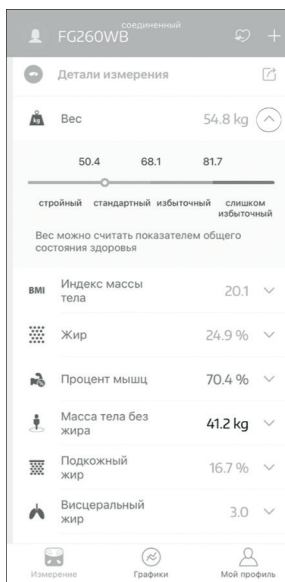 соединенный
FG260WB
Детали измерения
kg Вес 54.8 kg
50.4 68.1 81.7
стройный стандартный избыточный слишком
избыточный
Вес можно считать показателем общего
состояния здоровья
BMI Индекс массы
тела 20.1
Жир 24.9 %
Процент мышц 70.4 %
Масса тела без
жира 41.2 kg
Подкожный
жир 16.7 %
Висцеральный
жир 3.0
Измерение Графики Мой профиль